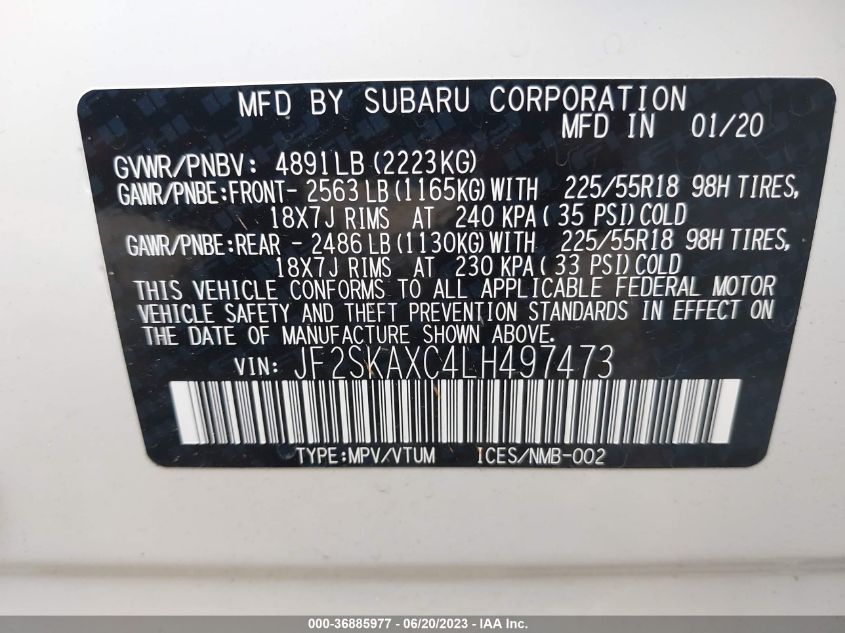 MFD BY SUBARU CORPORATION
MFD IN 01/20
GVWR/PNBV: 4891LB (2223KG)
GAWR/PNBE:FRONT- 2563LB (1165KG)WITH 225/55R18 98H TIRES,
18X7J RIMS AT 240 KPA( 35 PSI)COLD
GAWR/PNBE:REAR - 2486LB (1130KG)WITH 225/55R18 98H TIRES,
18X7J RIMS AT 230 KPA( 33 PSI)COLD
THIS VEHICLE CONFORMS TO ALL APPLICABLE FEDERAL MOTOR
VEHICLE SAFETY AND THEFT PREVENTION STANDARDS IN EFFECT ON
THE DATE OF MANUFACTURE SHOWN ABOVE.
VIN: JF2SKAXC4LH497473
TYPE:MPV/VTUM ICES/NMB-002
000-36885977 - 06/20/2023 - IAA Inc.